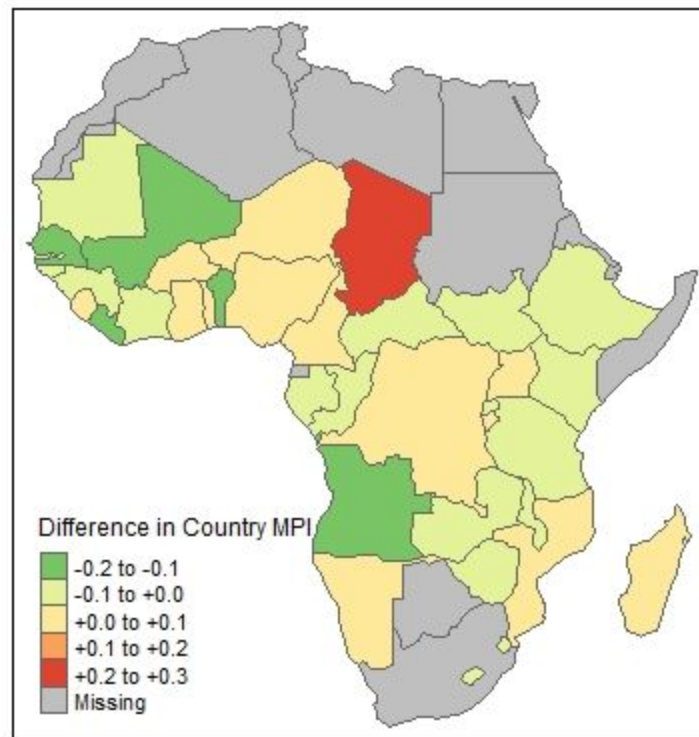 Difference in Country MPI
-0.2 to -0.1
-0.1 to +0.0
+0.0 to +0.1
+0.1 to +0.2
+0.2 to +0.3
Missing